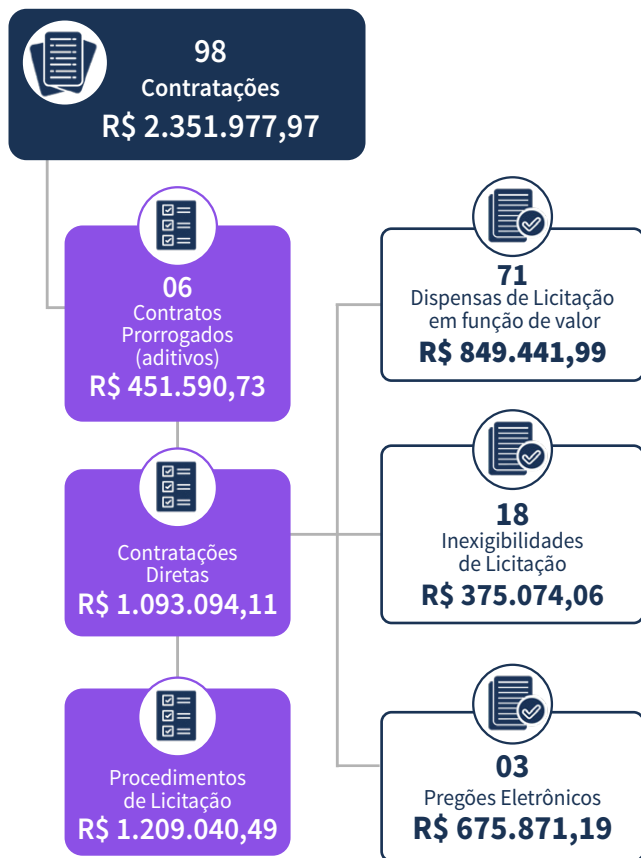 98
Contratações
R$ 2.351.977,97
06
Contratos
Prorrogados
(aditivos)
R$ 451.590,73
Contratações
Diretas
R$ 1.093.094,11
Procedimentos
de Licitação
R$ 1.209.040,49
71
Dispensas de Licitação
em função de valor
R$ 849.441,99
18
Inexigibilidades
de Licitação
R$ 375.074,06
03
Pregões Eletrônicos
R$ 675.871,19